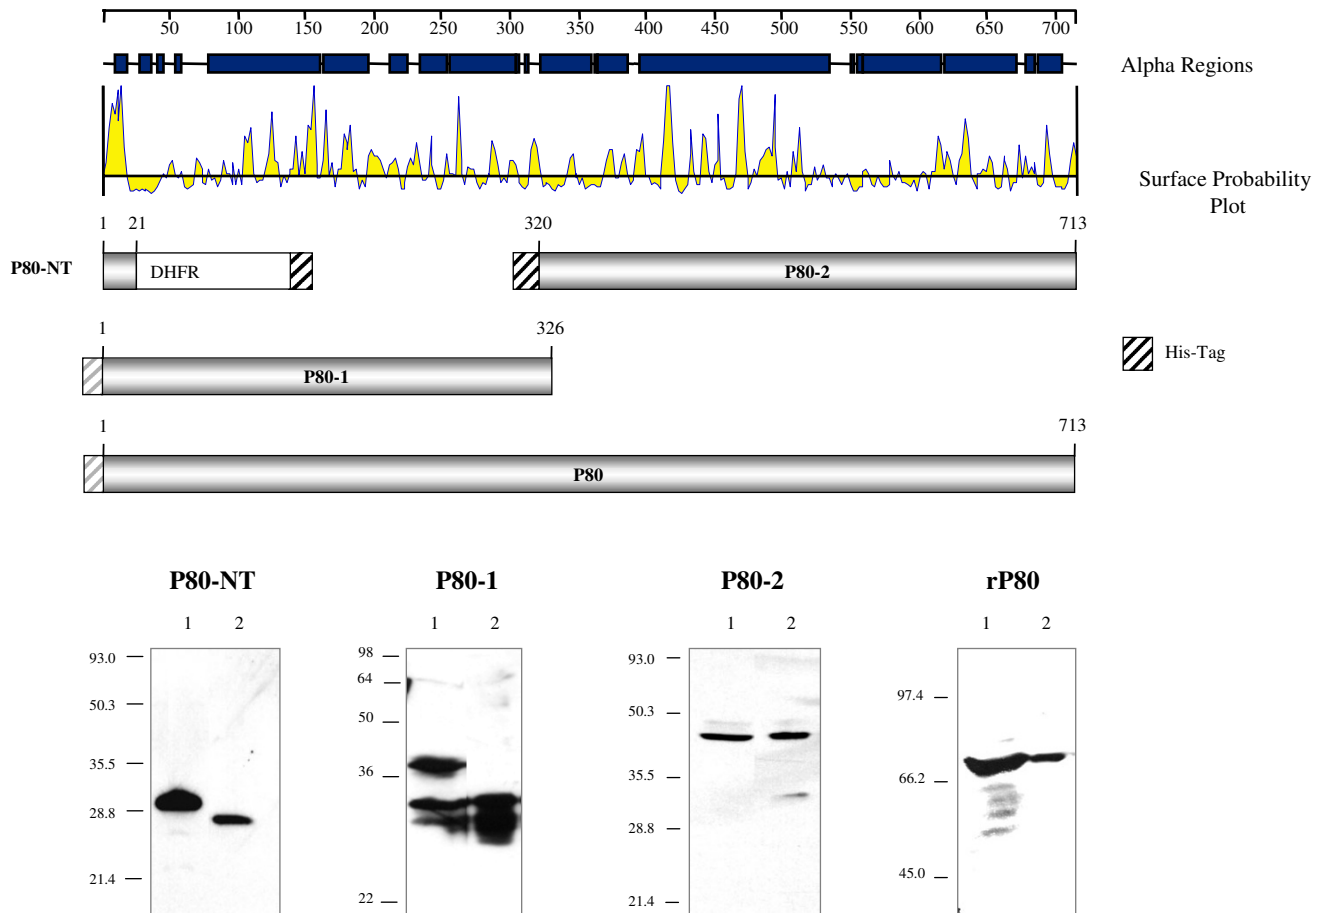 50 100 150 200 250 300 350 400 450 500 550 600 650 700
Alpha Regions
Surface Probability
Plot
1 21 320 713
P80-NT DHFR P80-2
1 326
P80-1
His-Tag
1 713
P80
P80-NT P80-1 P80-2 rP80
1 2 1 2 1 2 1 2
93.0
50.3
35.5
28.8
21.4
98
64
50
36
22
93.0
50.3
35.5
28.8
21.4
97.4
66.2
45.0